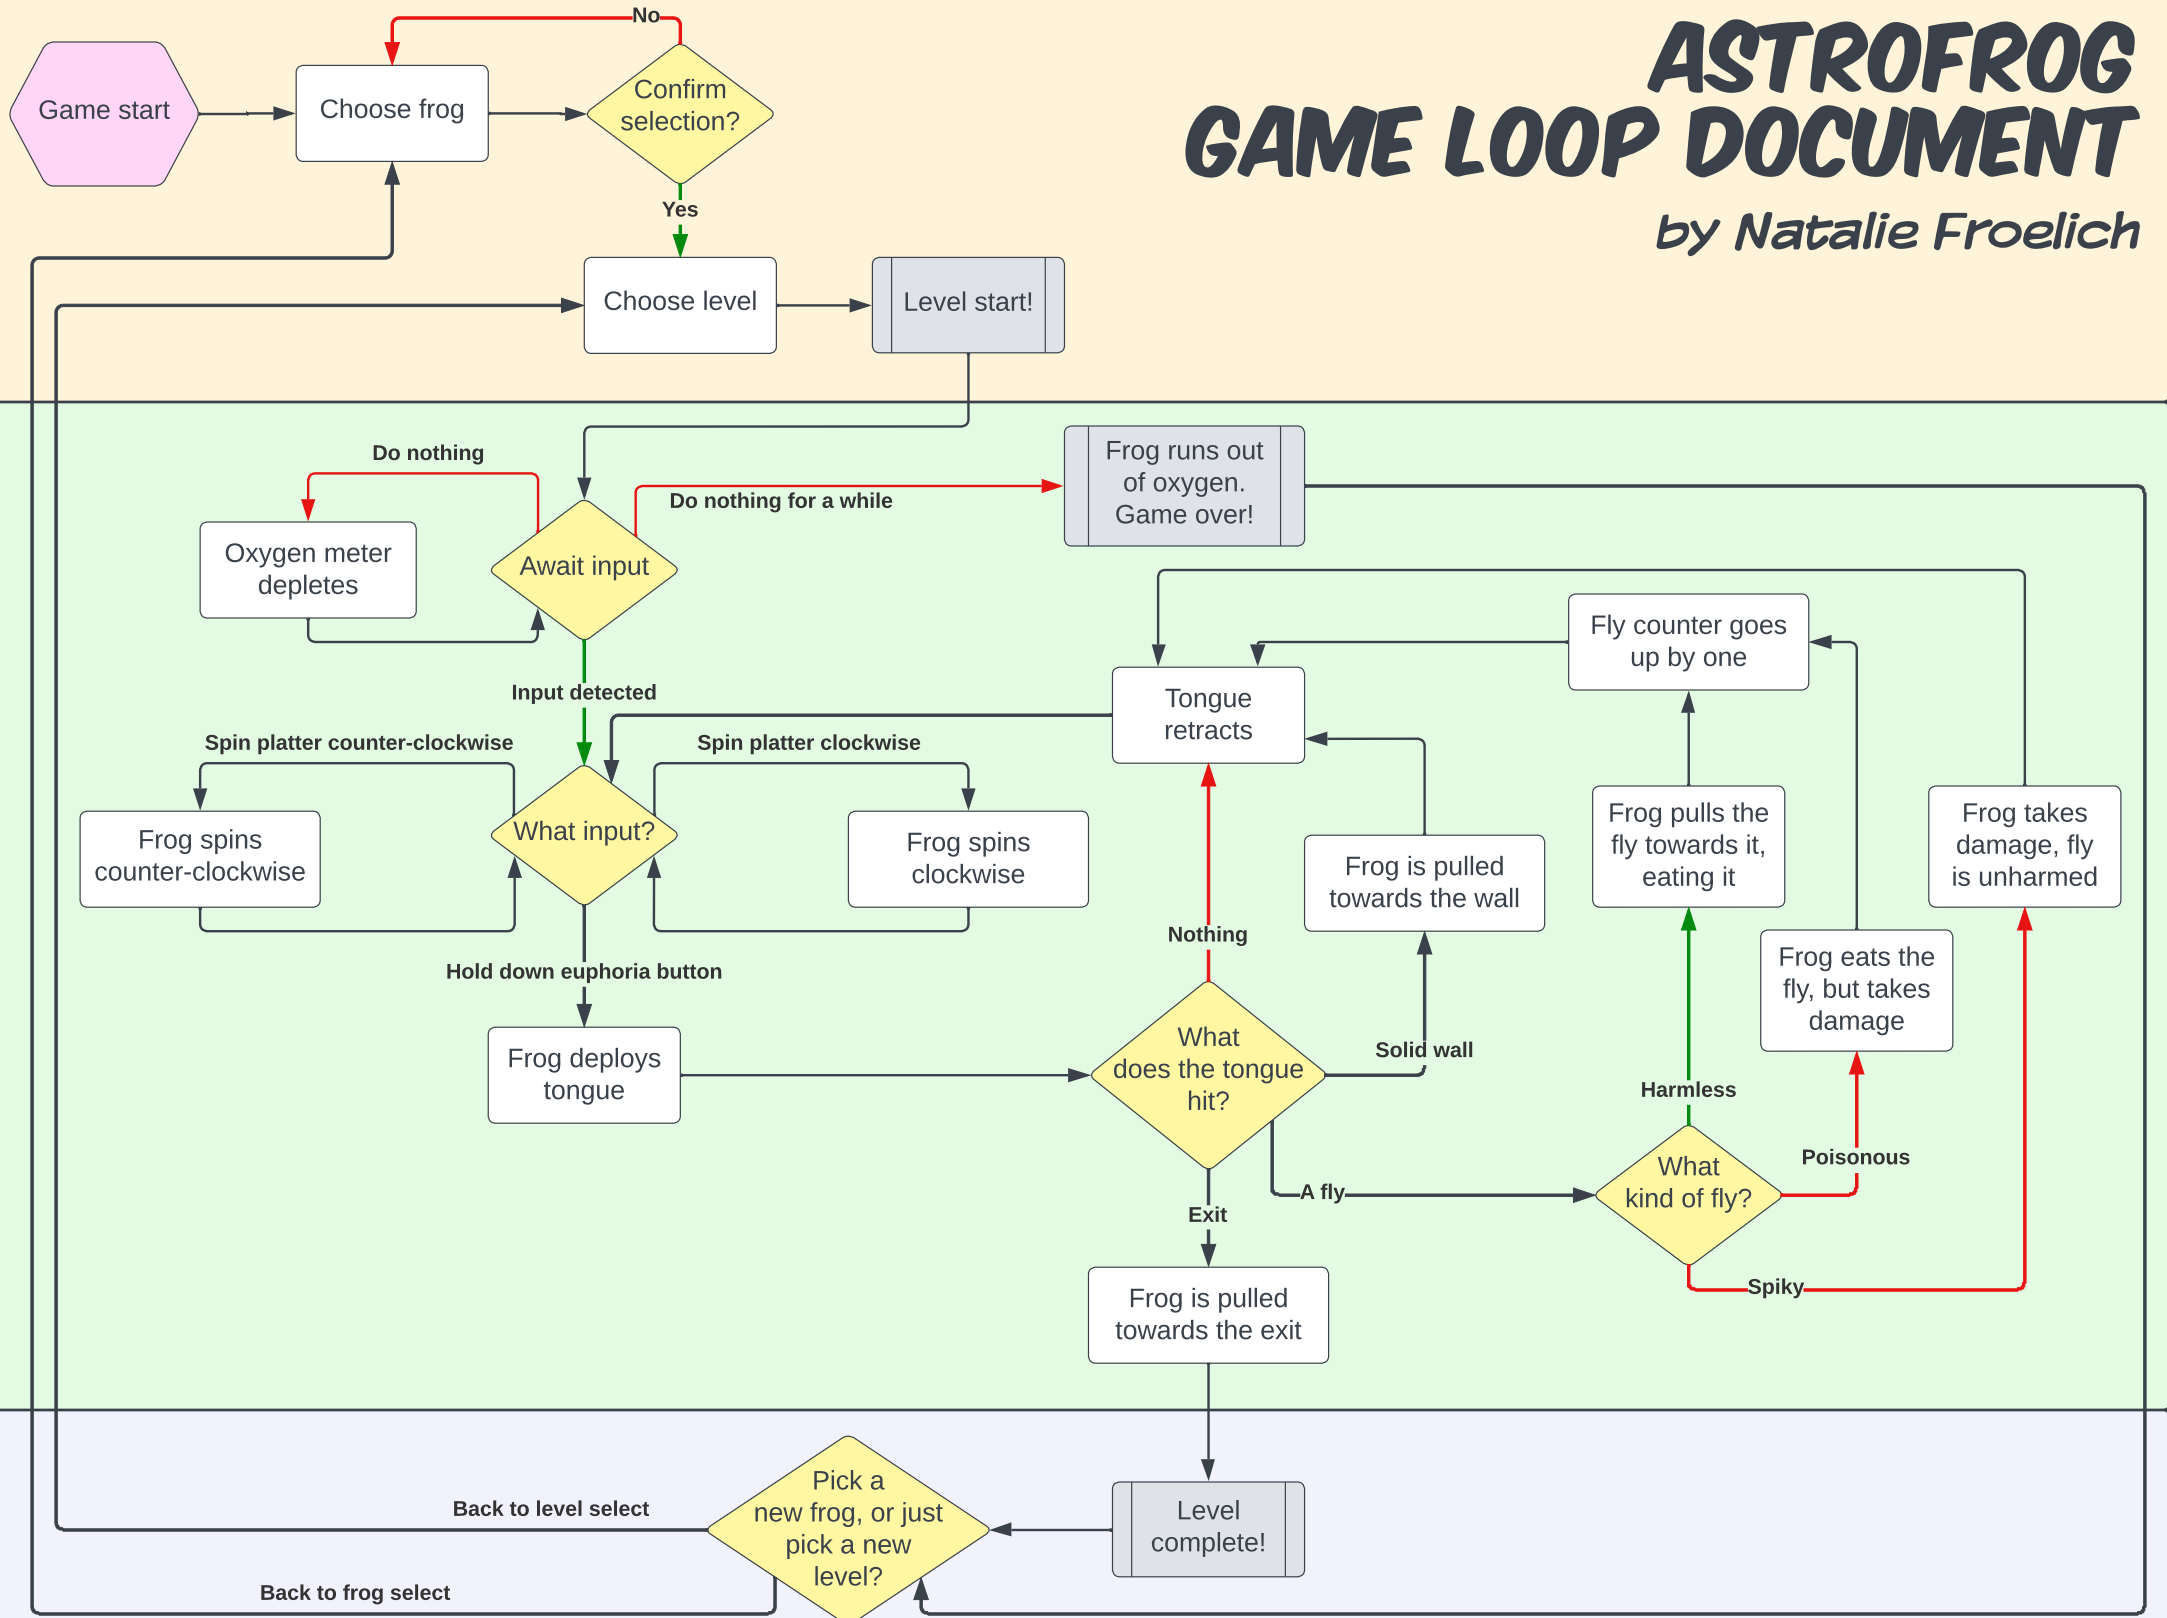 ASTROFROG
GAME LOOP DOCUMENT
by Natalie Froelich
No
Game start
Choose frog
Confirm
selection?
Yes
Choose level
Level start!
Do nothing
Do nothing for a while
Frog runs out
of oxygen.
Game over!
Oxygen meter
depletes
Await input
Input detected
Fly counter goes
up by one
Tongue
retracts
Spin platter counter-clockwise
Spin platter clockwise
Frog spins
counter-clockwise
What input?
Frog spins
clockwise
Frog is pulled
towards the wall
Frog pulls the
fly towards it,
eating it
Frog takes
damage, fly
is unharmed
Nothing
Hold down euphoria button
Frog eats the
fly, but takes
damage
Frog deploys
tongue
What
does the tongue
hit?
Solid wall
Harmless
Poisonous
A fly
What
kind of fly?
Exit
Spiky
Frog is pulled
towards the exit
Back to level select
Pick a
new frog, or just
pick a new
level?
Level
complete!
Back to frog select